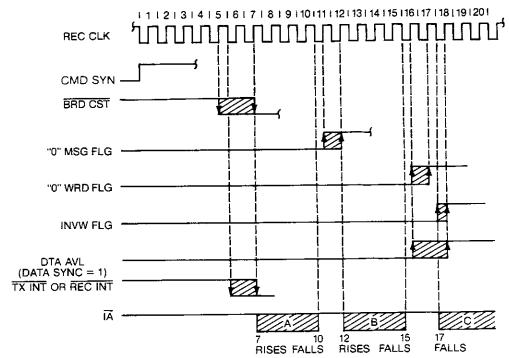 1 2 3 4 5 6 7 8 9 10 11 12 13 14 15 16 17 18 19 20
REC CLK
CMD SYN
BRD CST
"0" MSG FLG
"0" WRD FLG
INVW FLG
DTA AVL
(DATA SYNC = 1)
TX INT OR REC INT
IA
A B C
7 10 12 15 17
RISES FALLS RISES FALLS FALLS